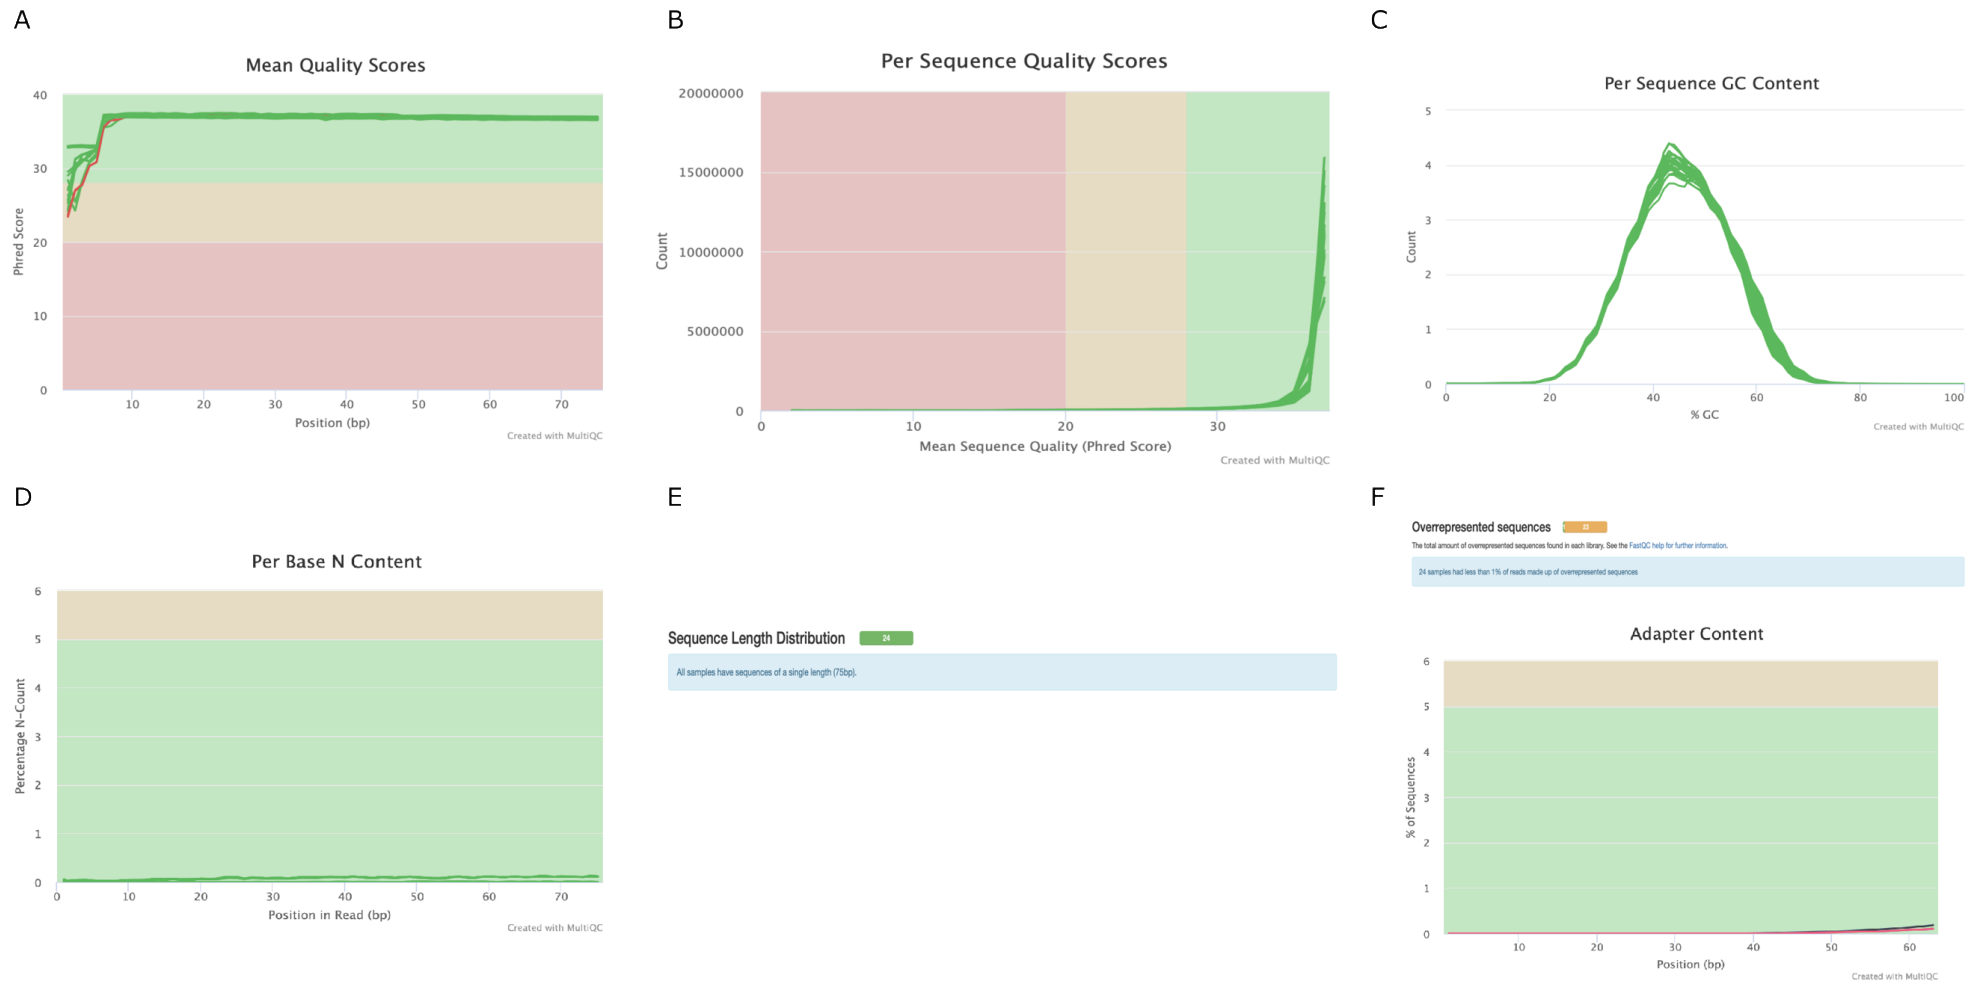 A
Mean Quality Scores
40
30
20
10
0
Phred Score
10 20 30 40 50 60 70
Position (bp)
Created with MultiQC
B
Per Sequence Quality Scores
20000000
15000000
10000000
5000000
0
Count
0 10 20 30
Mean Sequence Quality (Phred Score)
Created with MultiQC
C
Per Sequence GC Content
5
4
3
2
1
0
Count
0 20 40 60 80 100
% GC
Created with MultiQC
D
Per Base N Content
6
5
4
3
2
1
0
Percentage N-Count
0 10 20 30 40 50 60 70
Position in Read (bp)
Created with MultiQC
E
Sequence Length Distribution 24
All samples have sequences of a single length (75bp).
F
Overrepresented sequences 1 23
The total amount of overrepresented sequences found in each library. See the FastQC help for further information.
24 samples had less than 1% of reads made up of overrepresented sequences
Adapter Content
6
5
4
3
2
1
0
% of Sequences
10 20 30 40 50 60
Position (bp)
Created with MultiQC